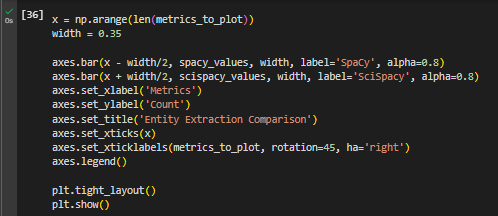 [36]
0s
x = np.arange(len(metrics_to_plot))
width = 0.35

axes.bar(x - width/2, spacy_values, width, label='SpaCy', alpha=0.8)
axes.bar(x + width/2, scispacy_values, width, label='SciSpacy', alpha=0.8)
axes.set_xlabel('Metrics')
axes.set_ylabel('Count')
axes.set_title('Entity Extraction Comparison')
axes.set_xticks(x)
axes.set_xticklabels(metrics_to_plot, rotation=45, ha='right')
axes.legend()

plt.tight_layout()
plt.show()